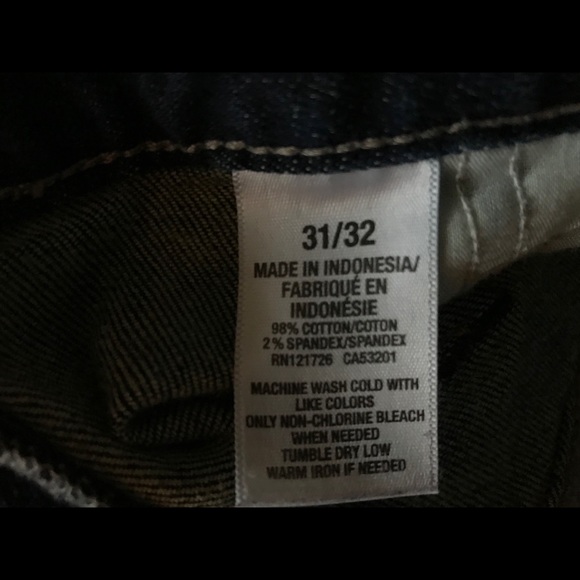 31/32
MADE IN INDONESIA/
FABRIQUÉ EN
INDONÉSIE
98% COTTON/COTON
2% SPANDEX/SPANDEX
RN121726 CA53201
MACHINE WASH COLD WITH
LIKE COLORS
ONLY NON-CHLORINE BLEACH
WHEN NEEDED
TUMBLE DRY LOW
WARM IRON IF NEEDED